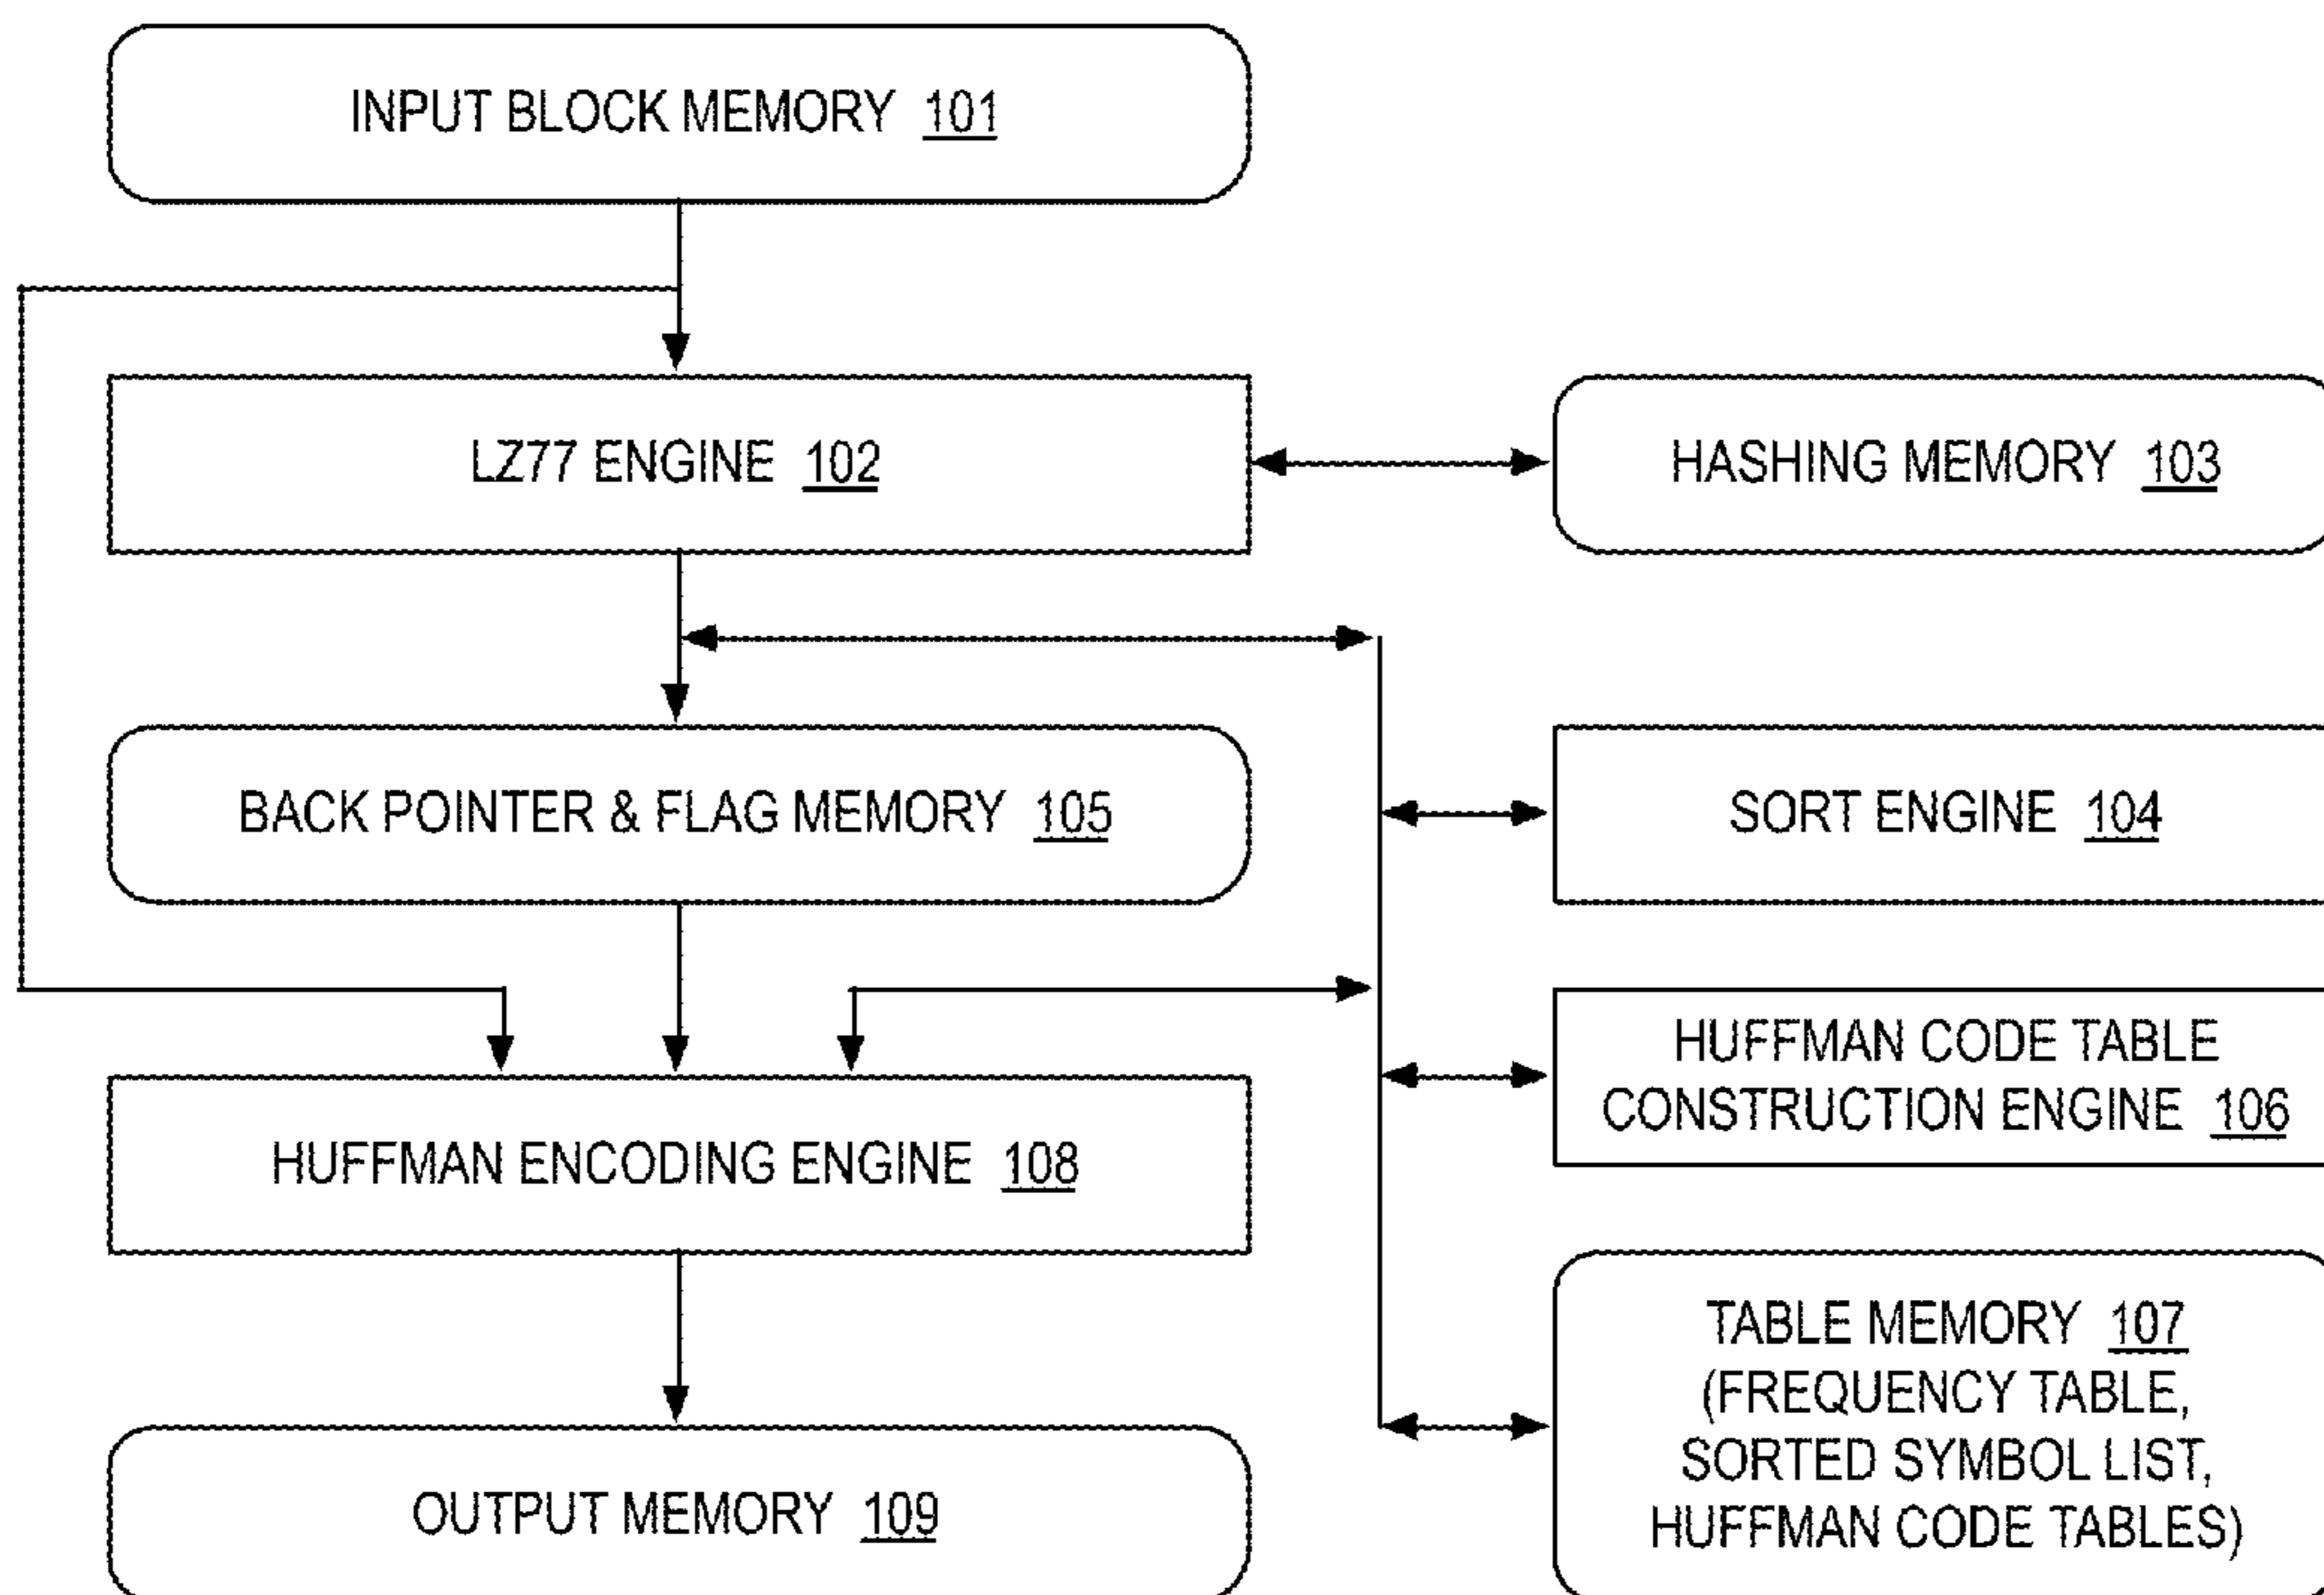 INPUT BLOCK MEMORY 101
LZ77 ENGINE 102
HASHING MEMORY 103
BACK POINTER & FLAG MEMORY 105
SORT ENGINE 104
HUFFMAN CODE TABLE
CONSTRUCTION ENGINE 106
HUFFMAN ENCODING ENGINE 108
TABLE MEMORY 107
(FREQUENCY TABLE,
SORTED SYMBOL LIST,
HUFFMAN CODE TABLES)
OUTPUT MEMORY 109